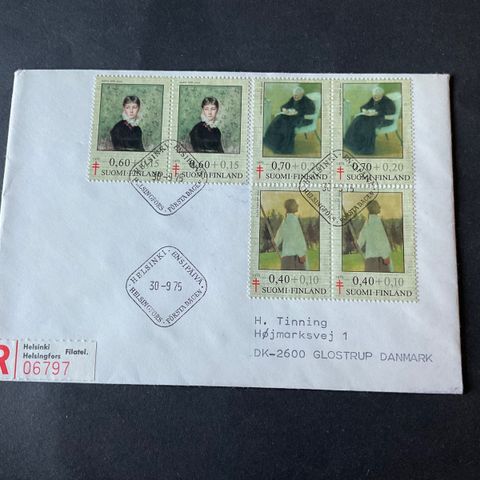 0,60+0,15
SUOMI-FINLAND
0,60+0,15
SUOMI-FINLAND
0,70+0,20
SUOMI-FINLAND
0,70+0,20
SUOMI-FINLAND
0,40+0,10
SUOMI-FINLAND
0,40+0,10
SUOMI-FINLAND
HELSINKI · ENSIPÄIVÄ
30-9.75
HELSINGFORS · FÖRSTA DAGEN
H. Tinning
Højmarksvej 1
DK-2600 GLOSTRUP DANMARK
R
Helsinki
Helsingfors Filatel.
06797